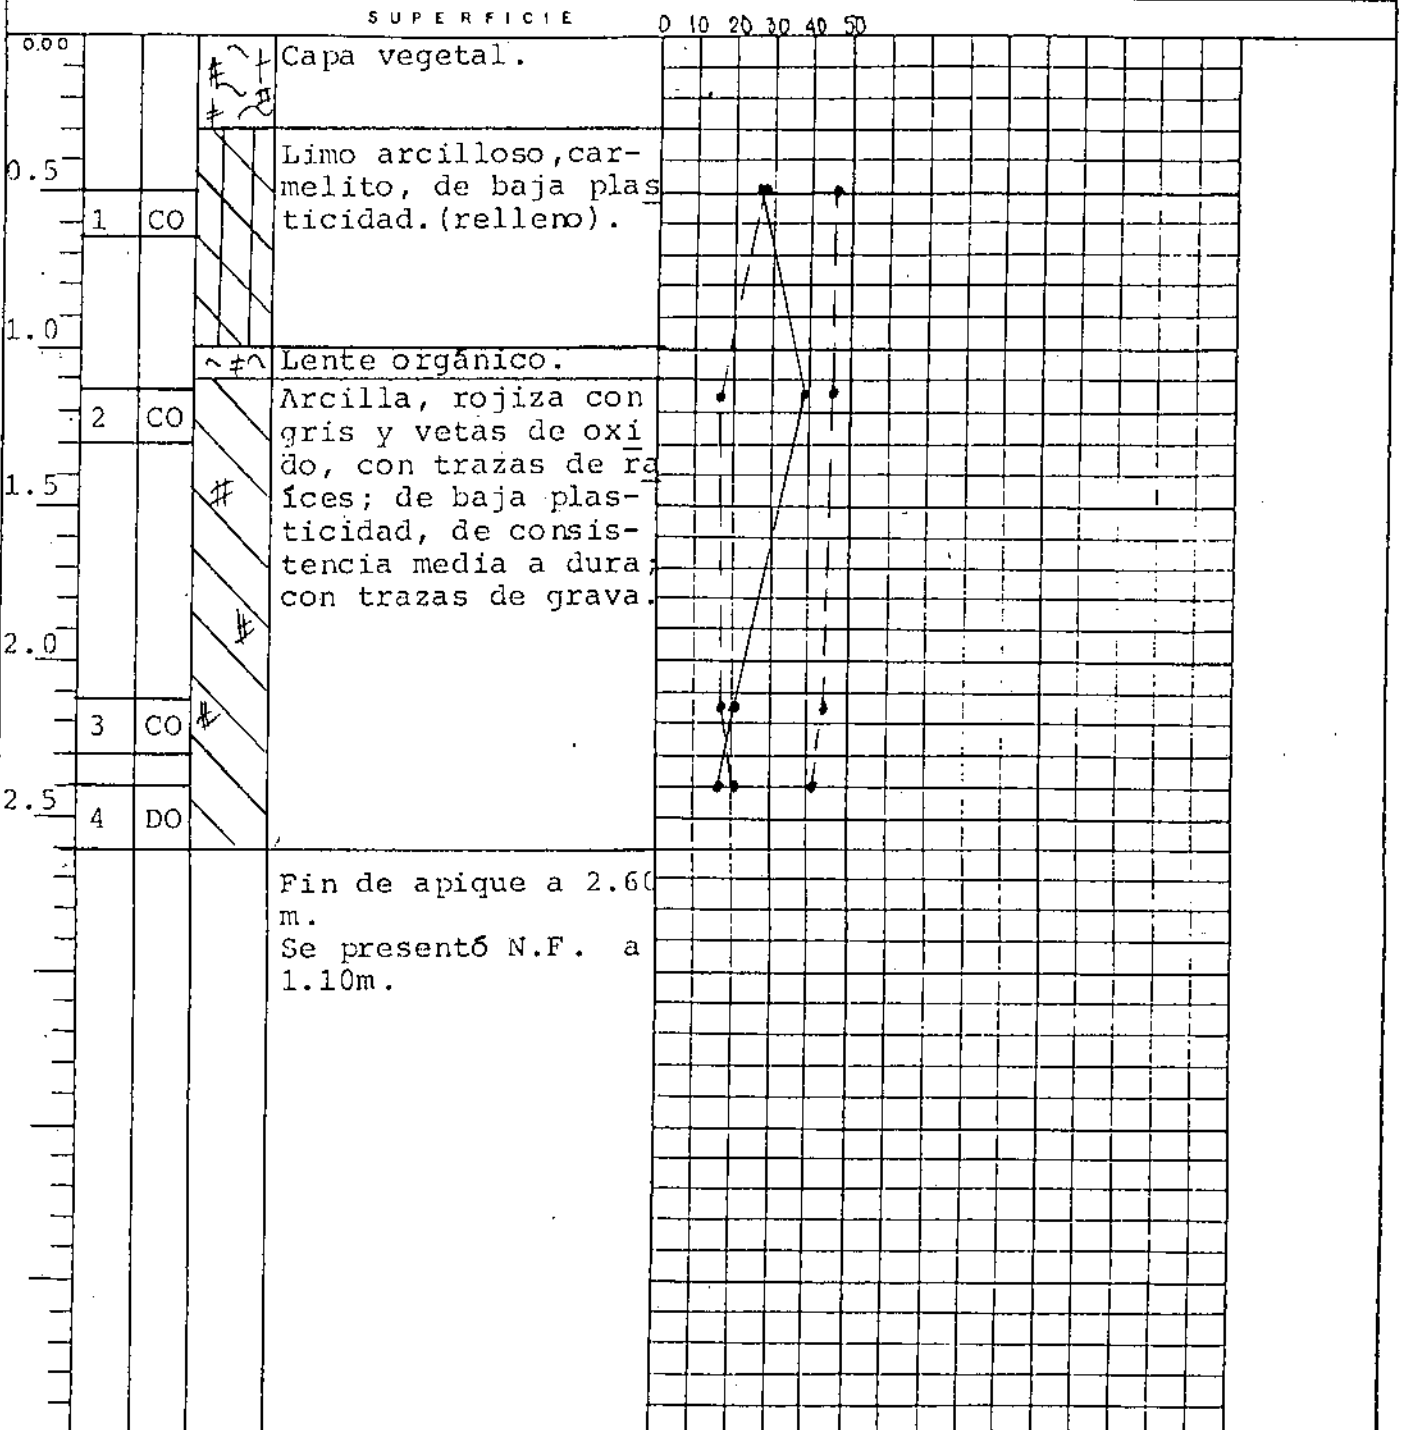 SUPERFICIE
0 10 20 30 40 50
0.00
Capa vegetal.
Limo arcilloso,car-
0.5
melito, de baja plas
1 CO
ticidad.(relleno).
1.0
Lente orgánico.
Arcilla, rojiza con
2 CO
gris y vetas de oxi
do, con trazas de ra
1.5
íces; de baja plas-
ticidad, de consis-
tencia media a dura;
con trazas de grava.
2.0
3 CO
2.5
4 DO
Fin de apique a 2.60
m.
Se presentó N.F. a
1.10m.